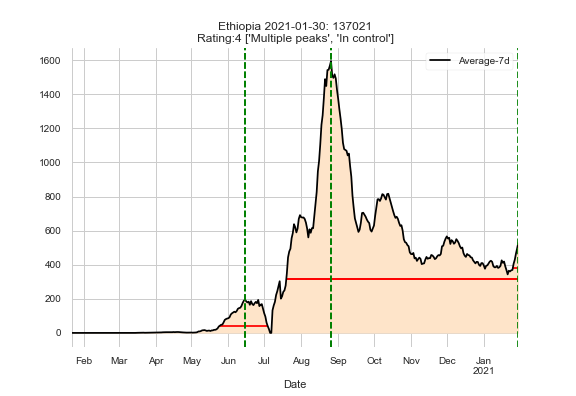 Ethiopia 2021-01-30: 137021
Rating:4 ['Multiple peaks', 'In control']
Average-7d
1600
1400
1200
1000
800
600
400
200
0
Feb Mar Apr May Jun Jul Aug Sep Oct Nov Dec Jan
2021
Date